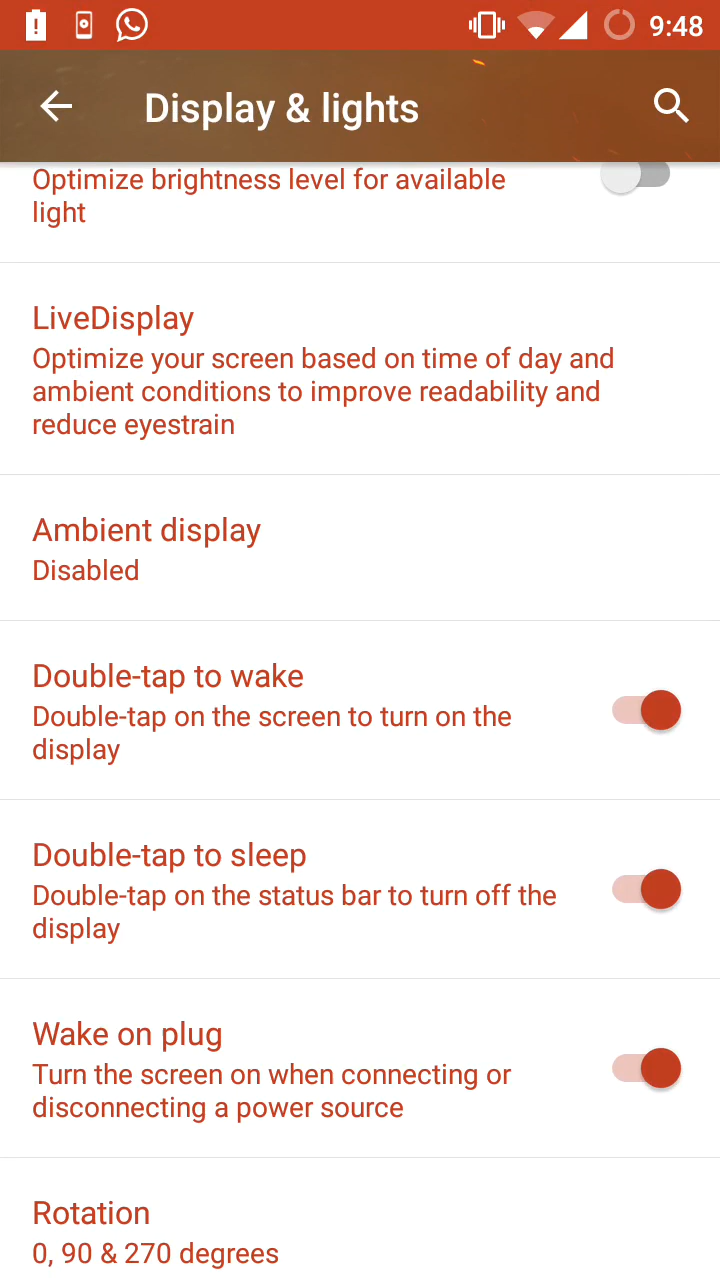 9:48
Display & lights
Optimize brightness level for available
light
LiveDisplay
Optimize your screen based on time of day and
ambient conditions to improve readability and
reduce eyestrain
Ambient display
Disabled
Double-tap to wake
Double-tap on the screen to turn on the
display
Double-tap to sleep
Double-tap on the status bar to turn off the
display
Wake on plug
Turn the screen on when connecting or
disconnecting a power source
Rotation
0, 90 & 270 degrees